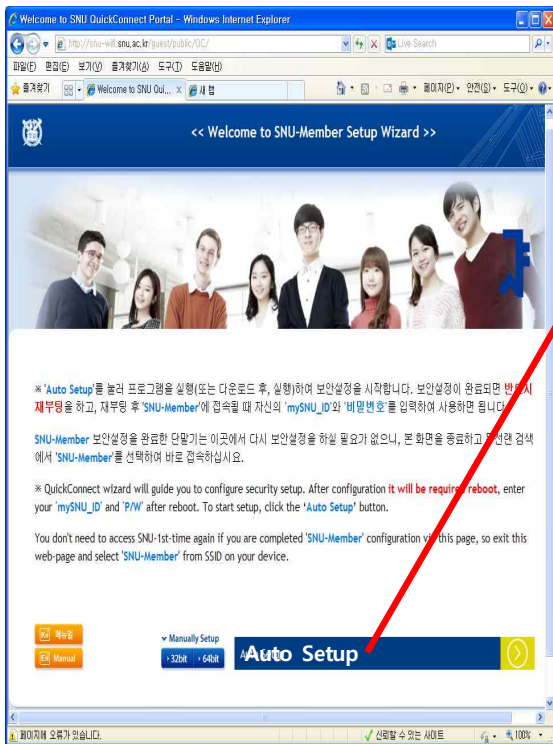 Welcome to SNU QuickConnect Portal - Windows Internet Explorer
http://snu-wifi.snu.ac.kr/guest/public/QC/
Live Search
파일(F) 편집(E) 보기(V) 즐겨찾기(A) 도구(T) 도움말(H)
즐겨찾기 Welcome to SNU Qui... 새 탭 페이지(P) 안전(S) 도구(O)
<< Welcome to SNU-Member Setup Wizard >>
※ 'Auto Setup'를 눌러 프로그램을 실행(또는 다운로드 후, 실행)하여 보안설정을 시작합니다. 보안설정이 완료되면 반드시
재부팅을 하고, 재부팅 후 'SNU-Member'에 접속될 때 자신의 'mySNU_ID'와 '비밀번호'를 입력하여 사용하면 됩니다.
SNU-Member 보안설정을 완료한 단말기는 이곳에서 다시 보안설정을 하실 필요가 없으니, 본 화면을 종료하고 무선랜 검색
에서 'SNU-Member'를 선택하여 바로 접속하십시요.
※ QuickConnect wizard will guide you to configure security setup. After configuration it will be required reboot, enter
your 'mySNU_ID' and 'P/W' after reboot. To start setup, click the 'Auto Setup' button.
You don't need to access SNU-1st-time again if you are completed 'SNU-Member' configuration via this page, so exit this
web-page and select 'SNU-Member' from SSID on your device.
Ko 매뉴얼
En Manual
Manually Setup
32bit 64bit
Auto Setup
페이지에 오류가 있습니다. 신뢰할 수 있는 사이트 100%